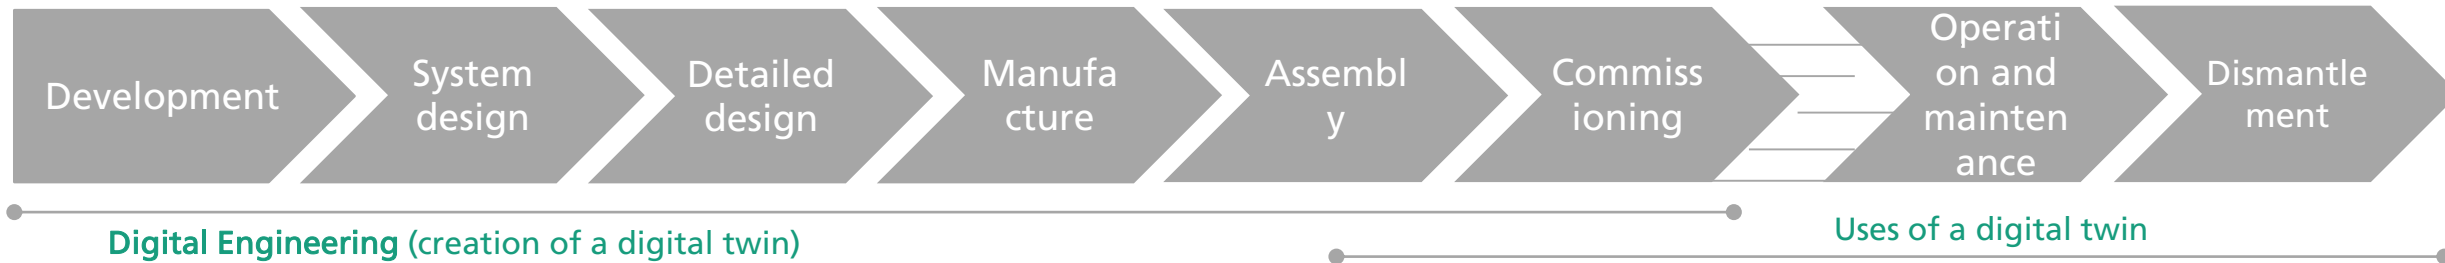 Development
System
design
Detailed
design
Manufa
cture
Assembl
y
Commiss
ioning
Operati
on and
mainten
ance
Dismantle
ment
Digital Engineering (creation of a digital twin)
Uses of a digital twin